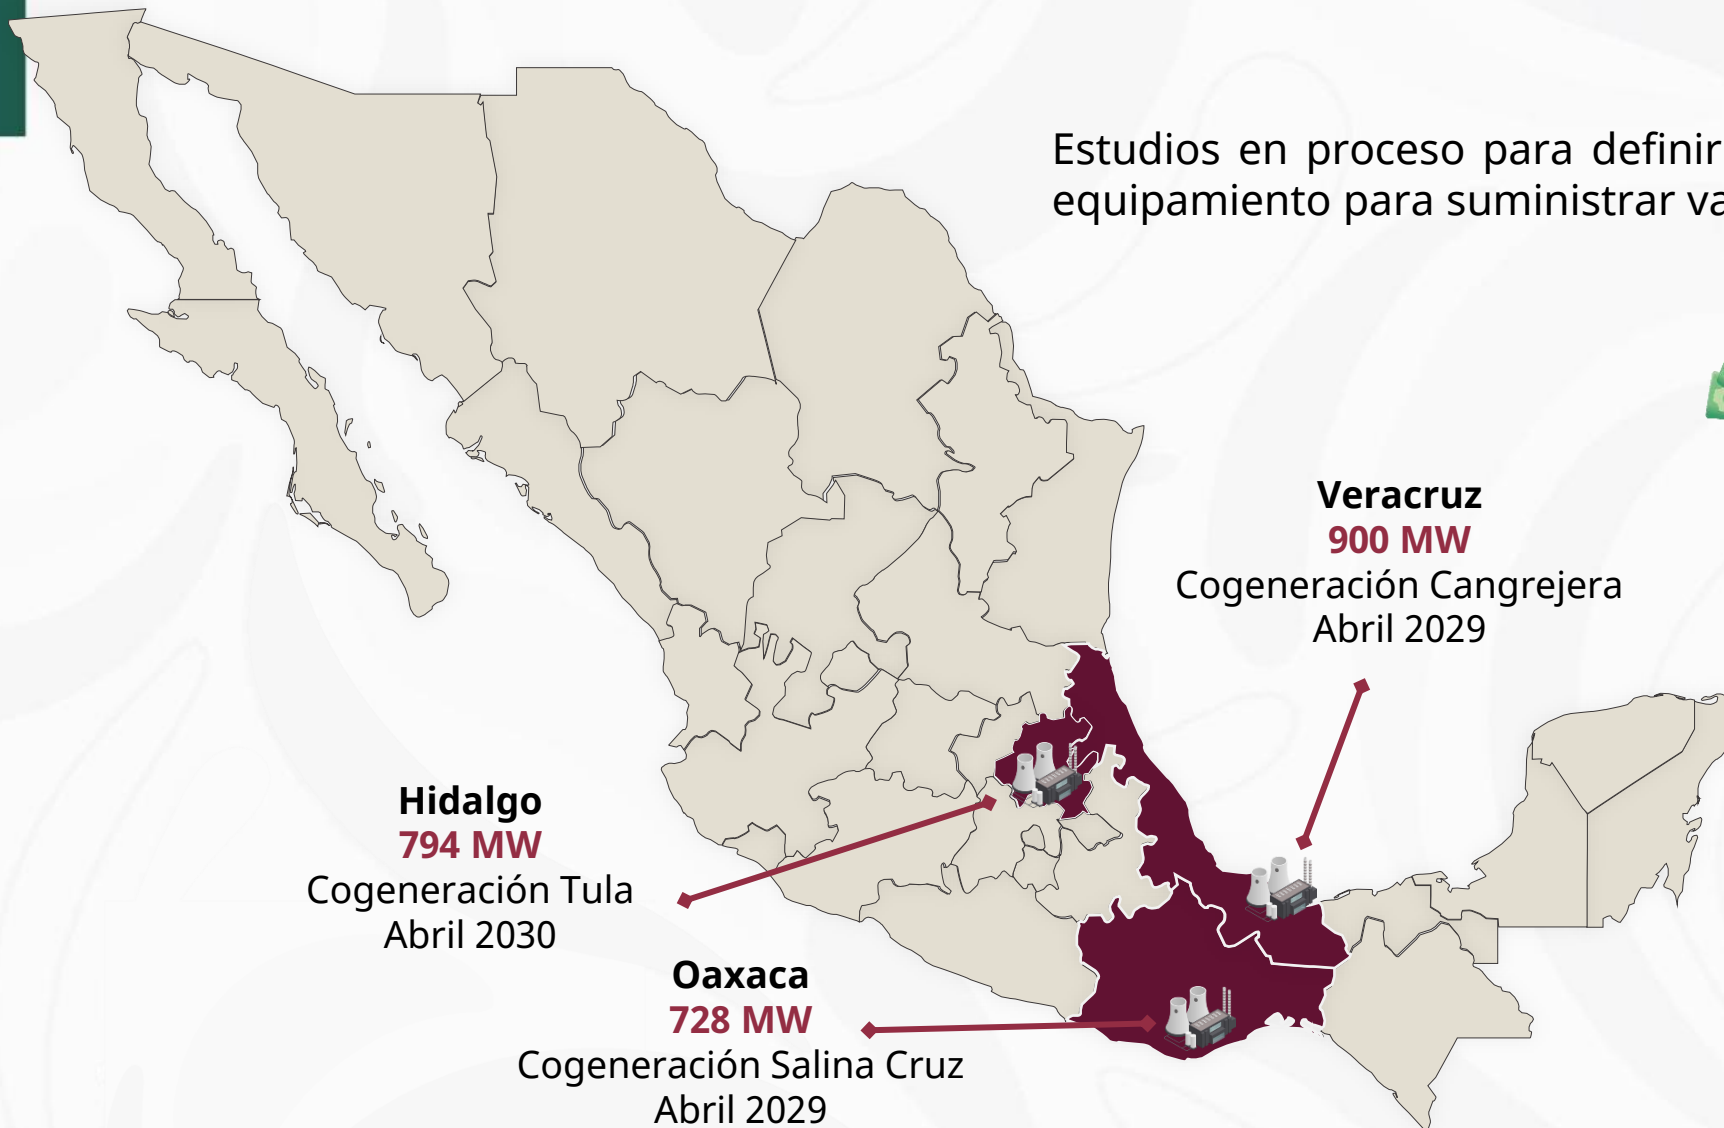 Estudios en proceso para definir
equipamiento para suministrar
Veracruz
900 MW
Cogeneración Cangrejera
Abril 2029
Hidalgo
794 MW
Cogeneración Tula
Abril 2030
Oaxaca
728 MW
Cogeneración Salina Cruz
Abril 2029